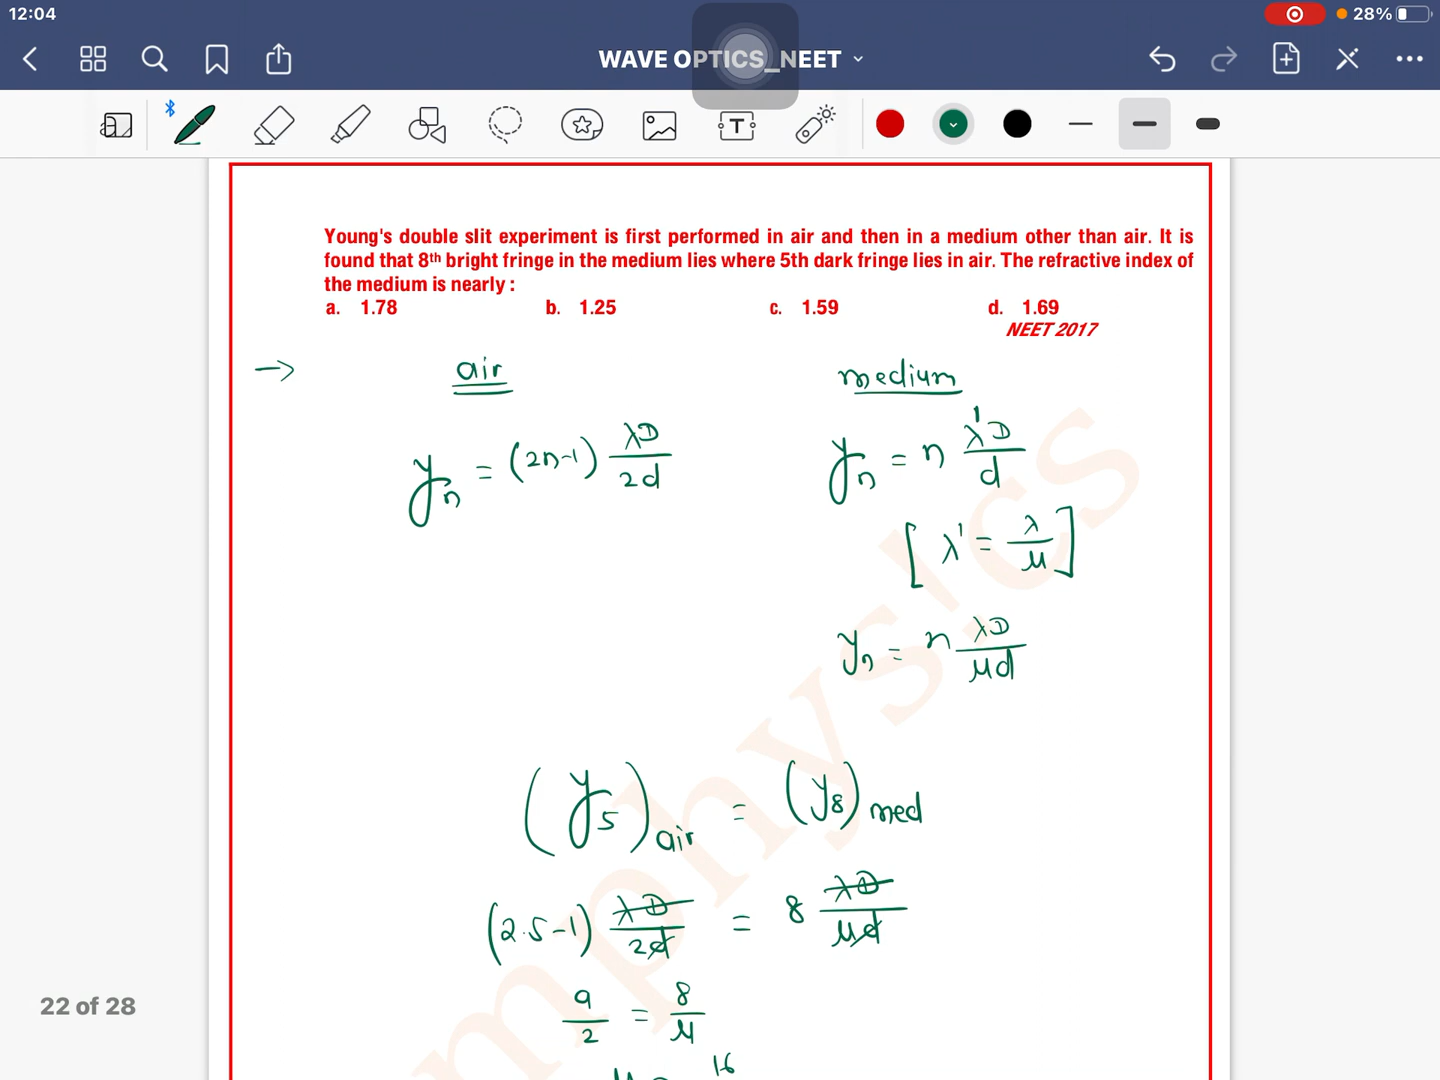 12:04
28%
WAVE OPTICS_NEET
T
Young's double slit experiment is first performed in air and then in a medium other than air. It is
found that 8th bright fringe in the medium lies where 5th dark fringe lies in air. The refractive index of
the medium is nearly :
a. 1.78 b. 1.25 c. 1.59 d. 1.69
NEET 2017
→ air medium
yn = (2n-1) λD/2d yn = n λ'D/d
[λ' = λ/μ]
yn = n λD/μd
(y5)air = (y8)med
(2.5-1) λD/2d = 8 λD/μd
9/2 = 8/μ
16
22 of 28
mphys'cs